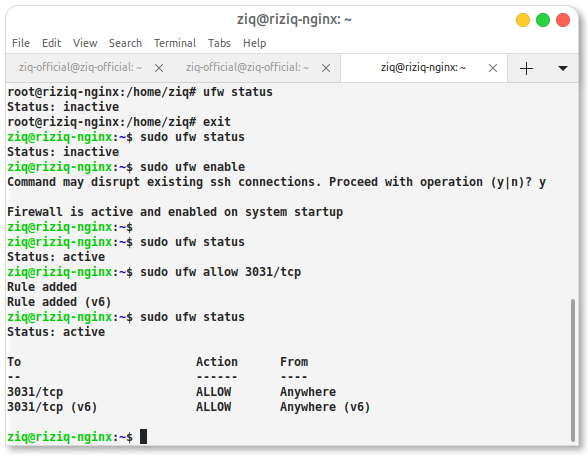 ziq@riziq-nginx: ~
File Edit View Search Terminal Tabs Help
ziq-official@ziq-official: ~ ziq-official@ziq-official: ~ ziq@riziq-nginx: ~
root@riziq-nginx:/home/ziq# ufw status
Status: inactive
root@riziq-nginx:/home/ziq# exit
ziq@riziq-nginx:~$ sudo ufw status
Status: inactive
ziq@riziq-nginx:~$ sudo ufw enable
Command may disrupt existing ssh connections. Proceed with operation (y|n)? y
Firewall is active and enabled on system startup
ziq@riziq-nginx:~$
ziq@riziq-nginx:~$ sudo ufw status
Status: active
ziq@riziq-nginx:~$ sudo ufw allow 3031/tcp
Rule added
Rule added (v6)
ziq@riziq-nginx:~$ sudo ufw status
Status: active
To                         Action      From
--                         ------      ----
3031/tcp                   ALLOW       Anywhere
3031/tcp (v6)              ALLOW       Anywhere (v6)
ziq@riziq-nginx:~$